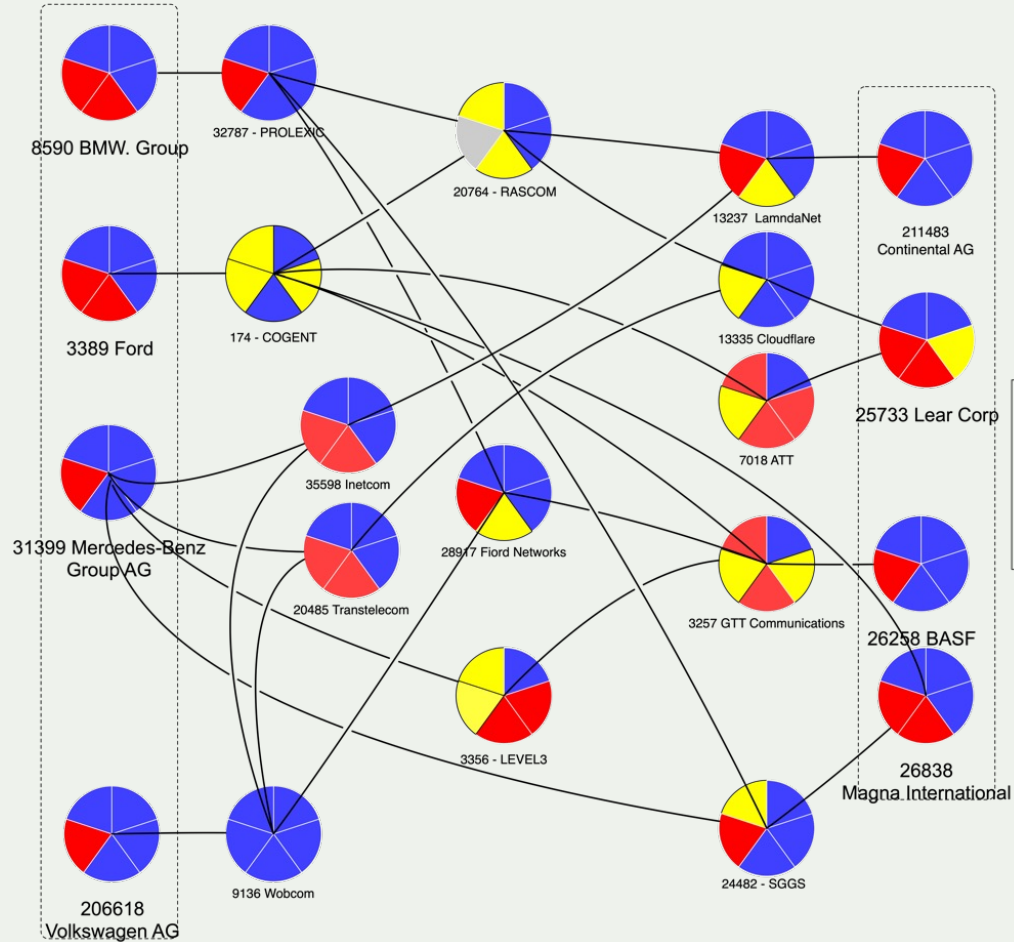 8590 BMW. Group
32787 - PROLEXIC
20764 - RASCOM
13237 LamndaNet
211483
Continental AG
3389 Ford
174 - COGENT
13335 Cloudflare
25733 Lear Corp
7018 ATT
35598 Inetcom
31399 Mercedes-Benz
Group AG
28917 Fiord Networks
20485 Transtelecom
3257 GTT Communications
26258 BASF
3356 - LEVEL3
26838
Magna International
24482 - SGGS
9136 Wobcom
206618
Volkswagen AG